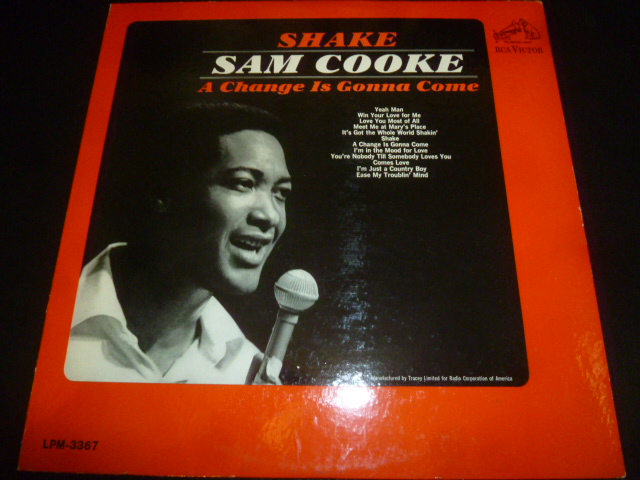 SHAKE
RCA VICTOR
SAM COOKE
A Change Is Gonna Come
Yeah Man
Win Your Love for Me
Love You Most of All
Meet Me at Mary's Place
It's Got the Whole World Shakin'
Shake
A Change Is Gonna Come
I'm in the Mood for Love
You're Nobody Till Somebody Loves You
Comes Love
I'm Just a Country Boy
Ease My Troublin' Mind
Manufactured by Tracey Limited for Radio Corporation of America
LPM-3367